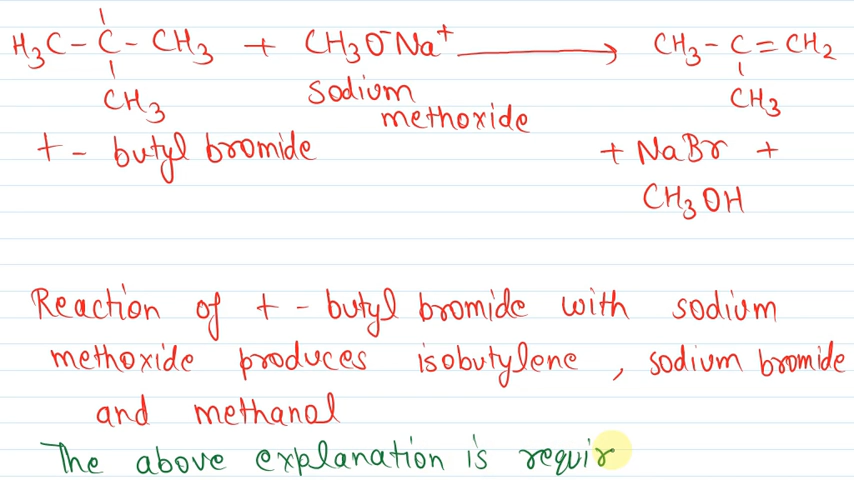 H₃C - C - CH₃ + CH₃O⁻Na⁺ → CH₃ - C = CH₂
CH₃ sodium methoxide CH₃
t - butyl bromide + NaBr +
CH₃OH
Reaction of t - butyl bromide with sodium
methoxide produces isobutylene, sodium bromide
and methanol
The above explanation is requir